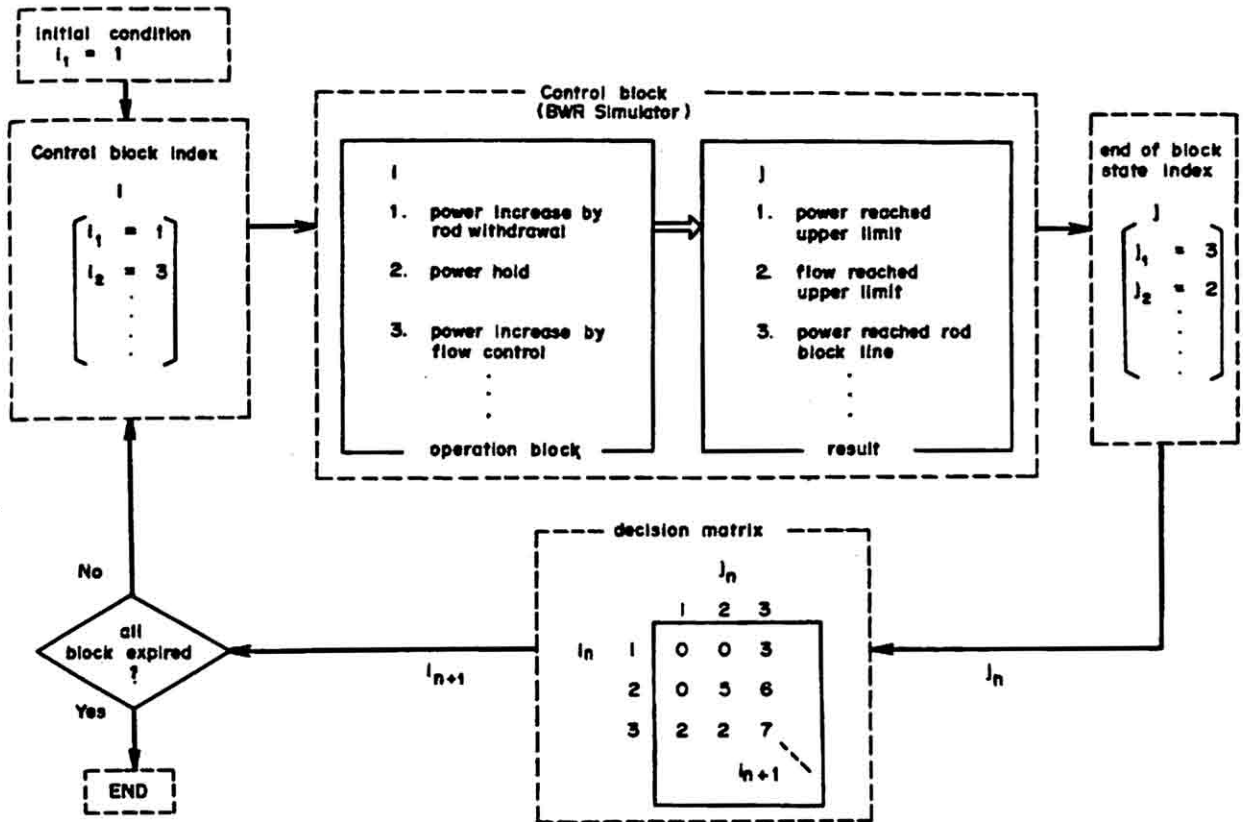 initial condition
i₁ = 1
Control block index
i
i₁ = 1
i₂ = 3
Control block
(BWR Simulator)
i
1. power increase by
rod withdrawal
2. power hold
3. power increase by
flow control
operation block
j
1. power reached
upper limit
2. flow reached
upper limit
3. power reached rod
block line
result
end of block
state index
j
j₁ = 3
j₂ = 2
decision matrix
jₙ
1 2 3
iₙ 1 0 0 3
2 0 5 6
3 2 2 7
iₙ₊₁
jₙ
iₙ₊₁
No
all
block expired
?
Yes
END